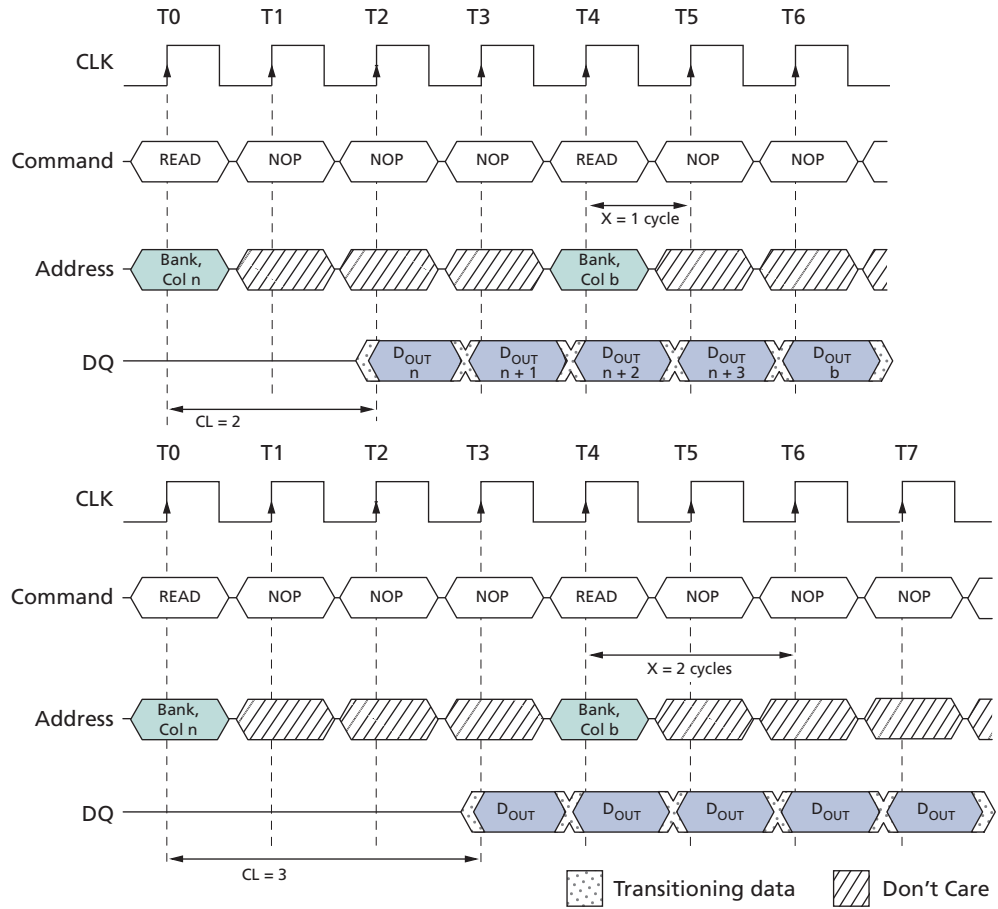 T0 T1 T2 T3 T4 T5 T6
CLK
Command READ NOP NOP NOP READ NOP NOP
X = 1 cycle
Address Bank, Col n Bank, Col b
DQ DOUT n DOUT n + 1 DOUT n + 2 DOUT n + 3 DOUT b
CL = 2
T0 T1 T2 T3 T4 T5 T6 T7
CLK
Command READ NOP NOP NOP READ NOP NOP NOP
X = 2 cycles
Address Bank, Col n Bank, Col b
DQ DOUT DOUT DOUT DOUT DOUT
CL = 3
Transitioning data Don't Care